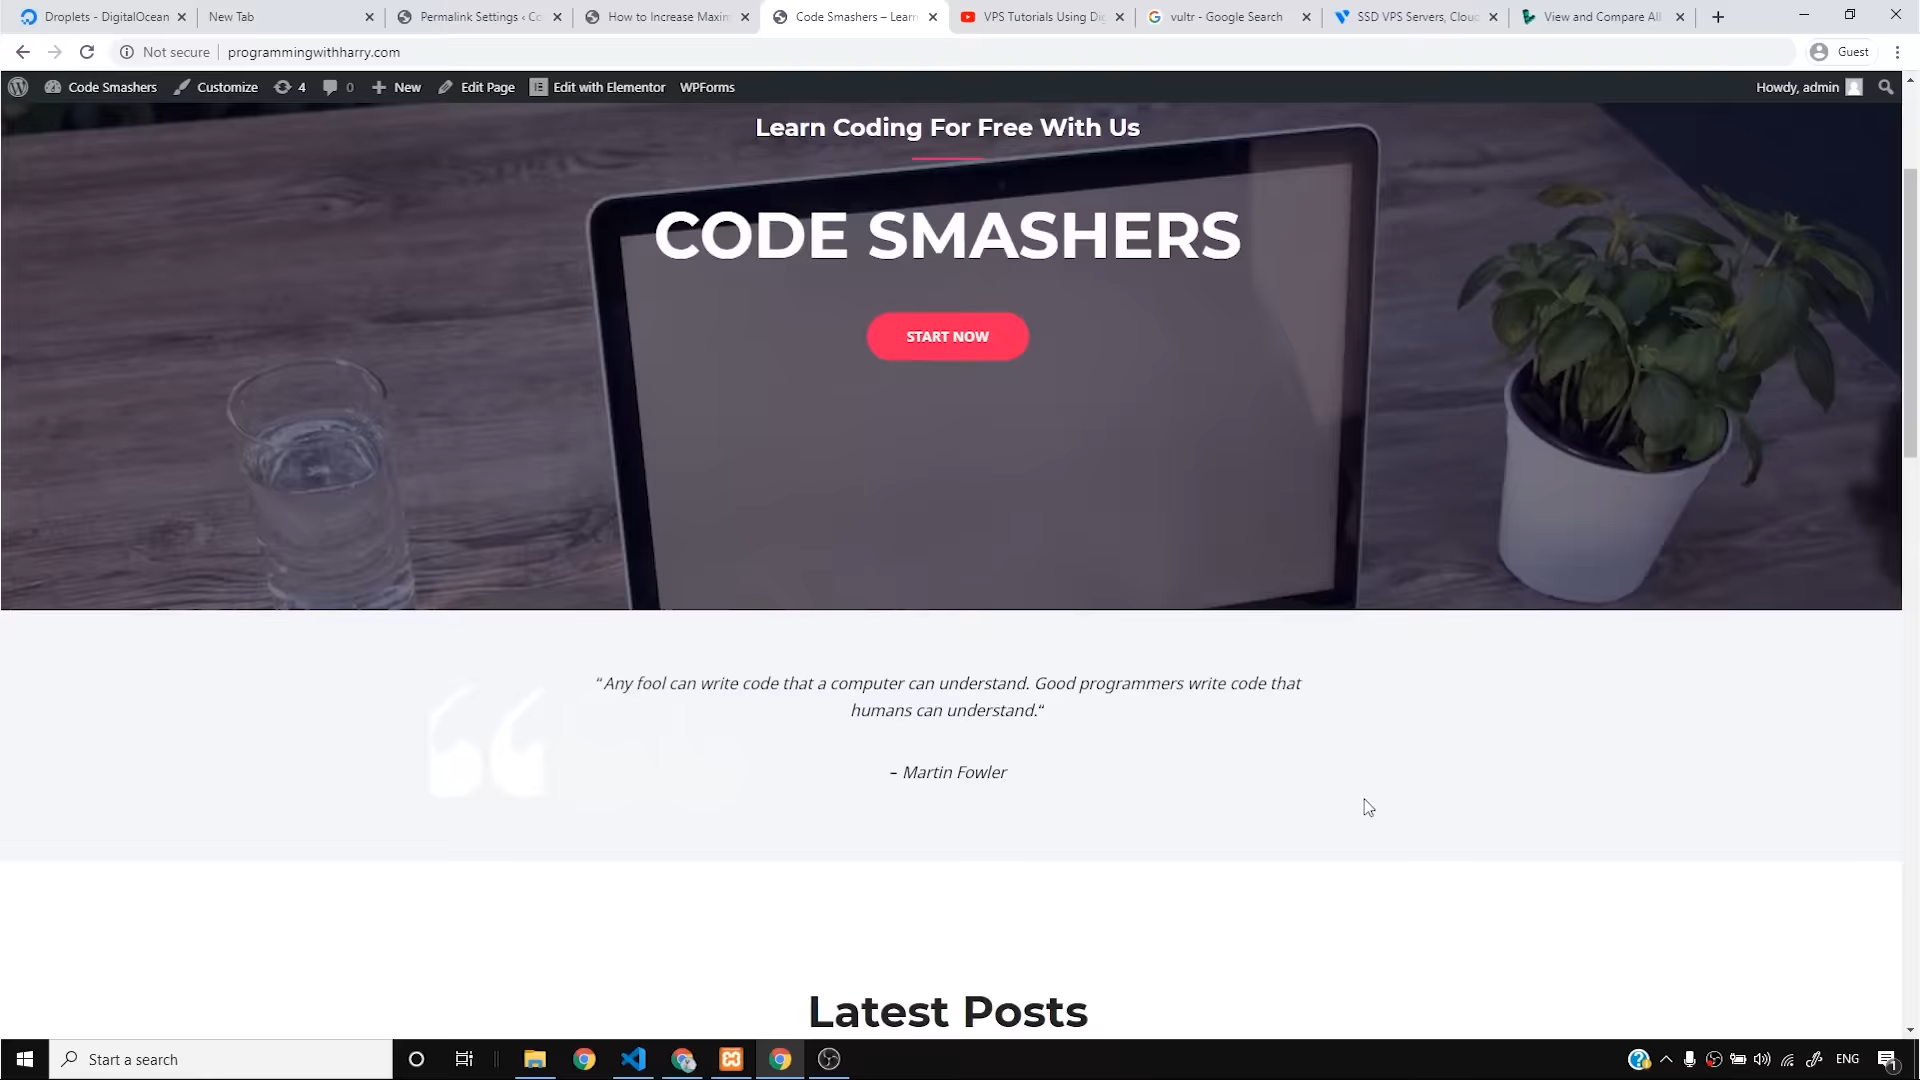 Droplets - DigitalOcean
New Tab
Permalink Settings ‹ Co
How to Increase Maxim
Code Smashers – Learn
VPS Tutorials Using Dig
vultr - Google Search
SSD VPS Servers, Cloud
View and Compare All
Not secure
programmingwithharry.com
Guest
Code Smashers
Customize
4
0
New
Edit Page
Edit with Elementor
WPForms
Howdy, admin
Learn Coding For Free With Us
CODE SMASHERS
START NOW
“Any fool can write code that a computer can understand. Good programmers write code that
humans can understand.“
– Martin Fowler
Latest Posts
Start a search
ENG
1